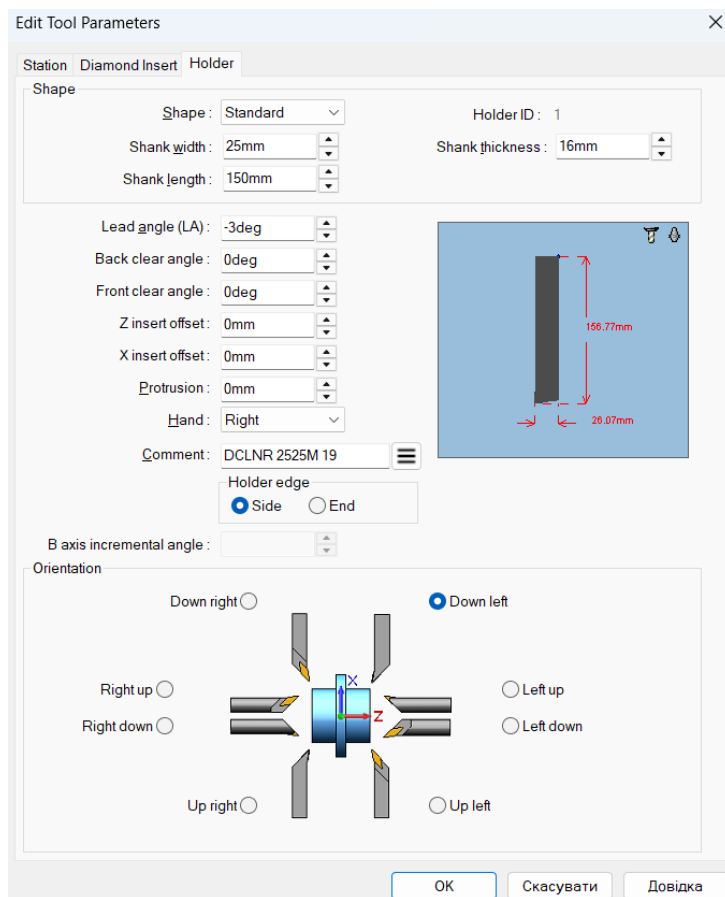 Edit Tool Parameters
Station Diamond Insert Holder
Shape
Shape : Standard Holder ID : 1
Shank width : 25mm Shank thickness : 16mm
Shank length : 150mm
Lead angle (LA) : -3deg
Back clear angle : 0deg
Front clear angle : 0deg
Z insert offset : 0mm
X insert offset : 0mm
Protrusion : 0mm
Hand : Right
Comment : DCLNR 2525M 19
156.77mm
26.07mm
Holder edge
Side End
B axis incremental angle :
Orientation
Down right Down left
X
Right up Left up
Z
Right down Left down
Up right Up left
OK Скасувати Довідка